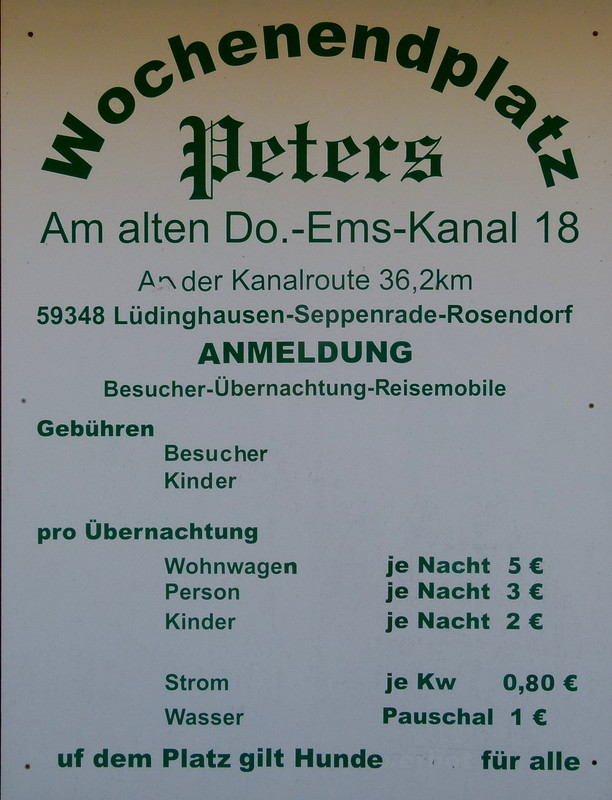 Wochenendplatz
Peters
Am alten Do.-Ems-Kanal 18
An der Kanalroute 36,2km
59348 Lüdinghausen-Seppenrade-Rosendorf
ANMELDUNG
Besucher-Übernachtung-Reisemobile
Gebühren
Besucher
Kinder
pro Übernachtung
Wohnwagen je Nacht 5 €
Person je Nacht 3 €
Kinder je Nacht 2 €
Strom je Kw 0,80 €
Wasser Pauschal 1 €
uf dem Platz gilt Hunde für alle